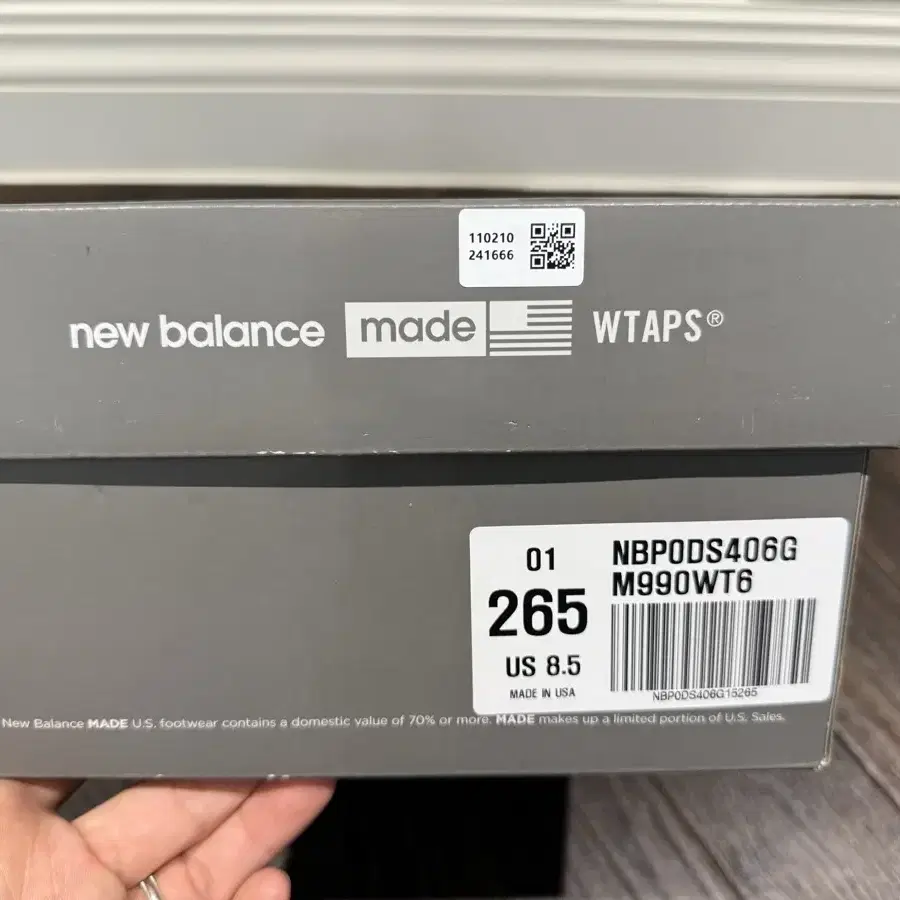 110210
241666
new balance made WTAPS®
01
265
US 8.5
MADE IN USA
NBP0DS406G
M990WT6
NBP0DS406G15265
New Balance MADE U.S. footwear contains a domestic value of 70% or more. MADE makes up a limited portion of U.S. Sales.